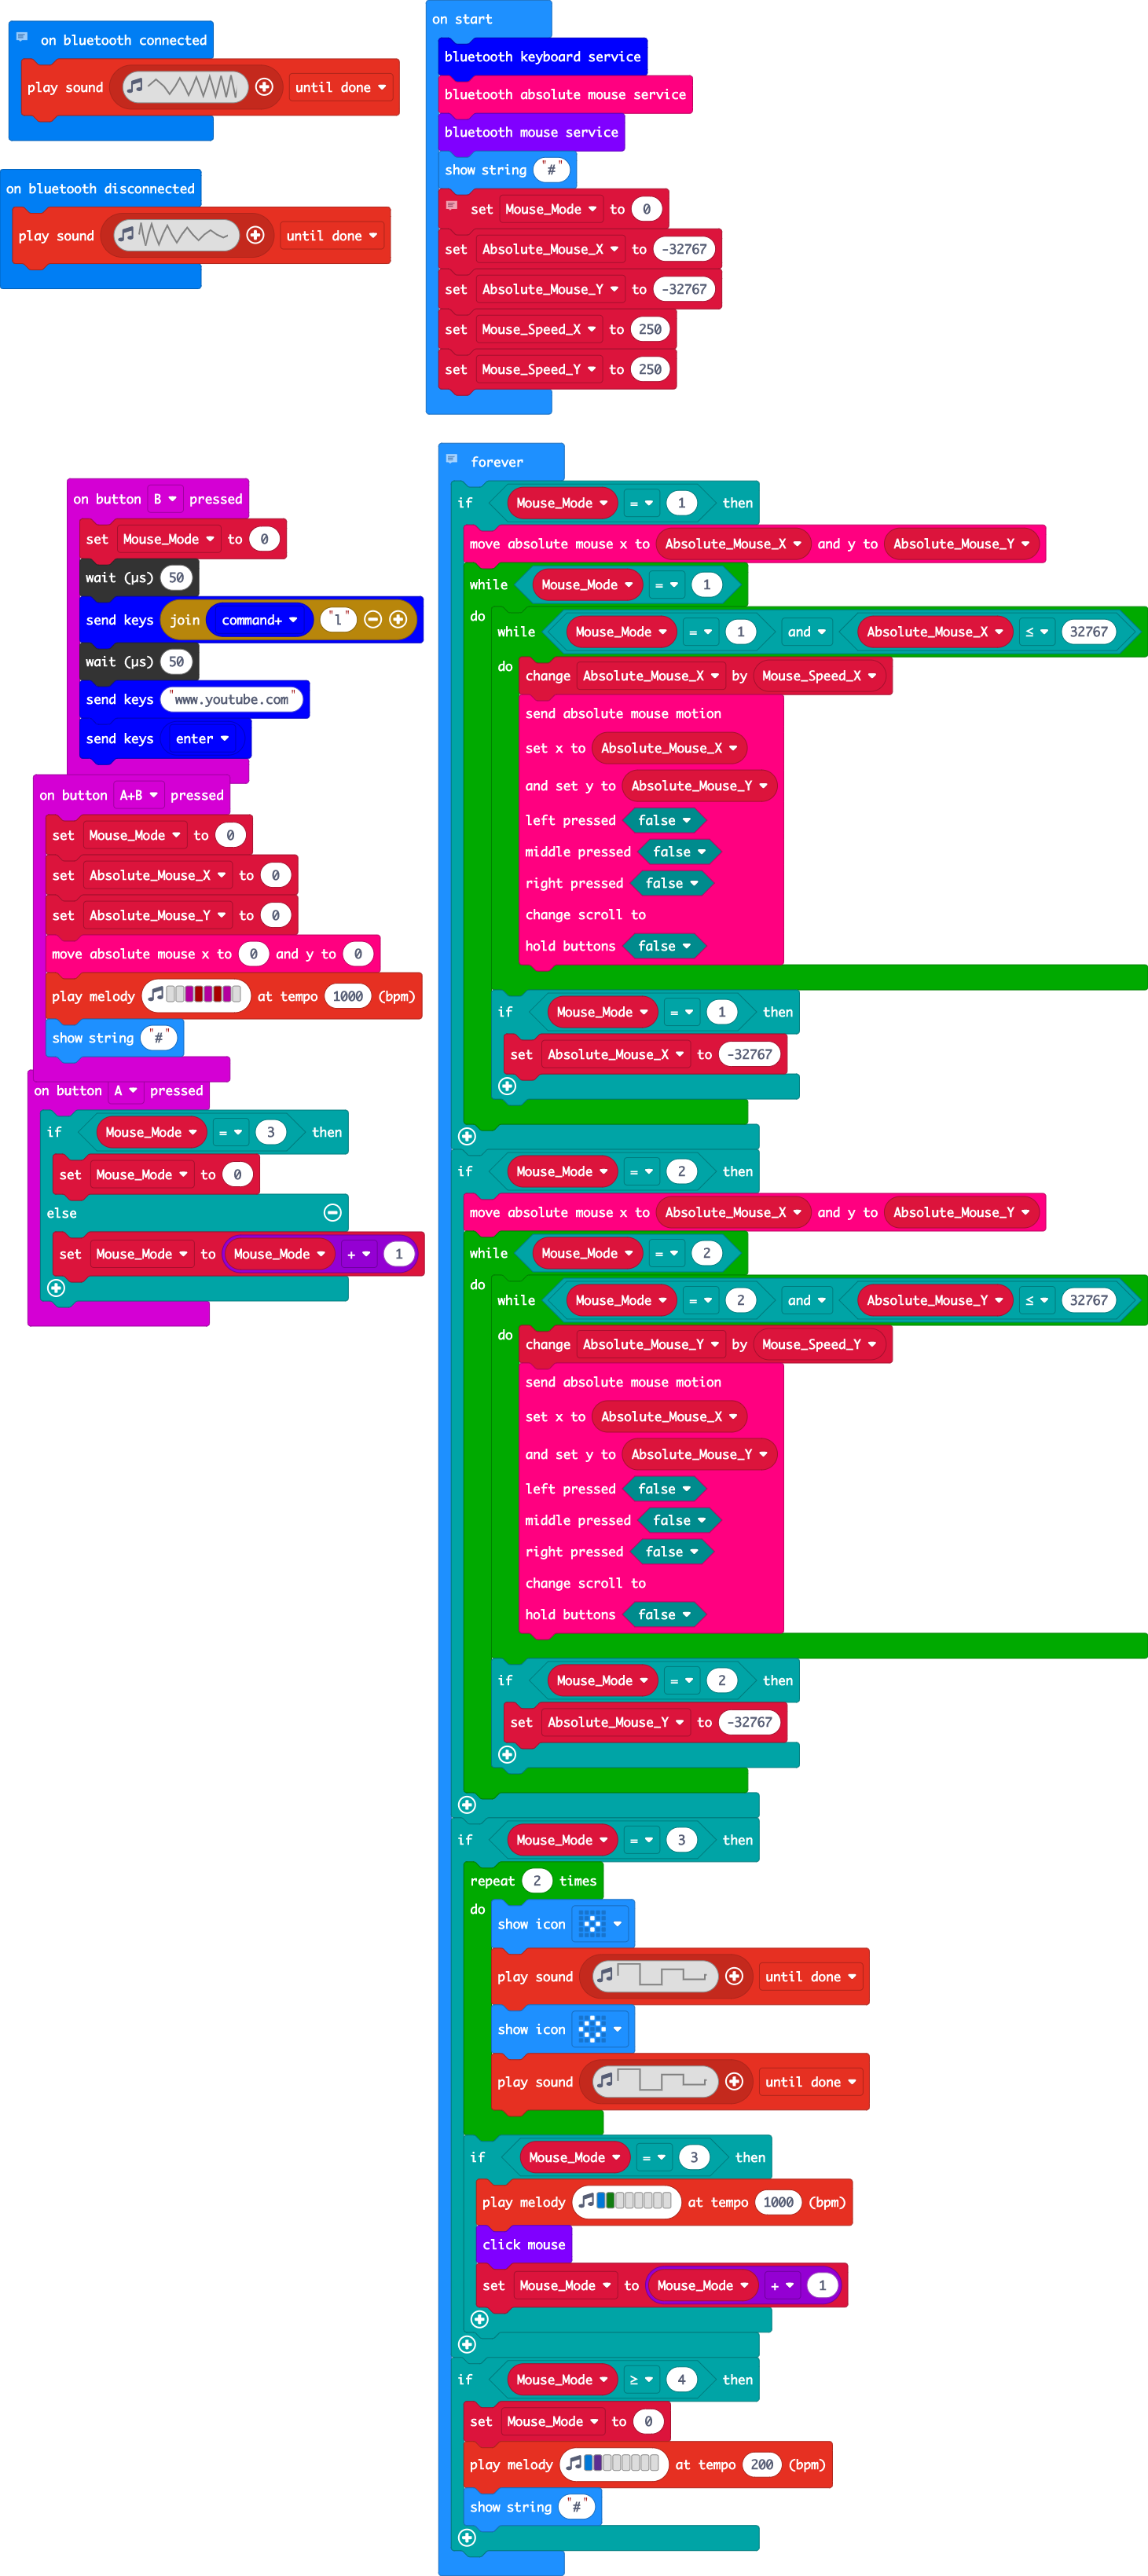 on bluetooth connected
play sound until done
on bluetooth disconnected
play sound until done
on start
bluetooth keyboard service
bluetooth absolute mouse service
bluetooth mouse service
show string "#"
set Mouse_Mode to 0
set Absolute_Mouse_X to -32767
set Absolute_Mouse_Y to -32767
set Mouse_Speed_X to 250
set Mouse_Speed_Y to 250
on button B pressed
set Mouse_Mode to 0
wait (µs) 50
send keys join command+ "l"
wait (µs) 50
send keys "www.youtube.com"
send keys enter
on button A+B pressed
set Mouse_Mode to 0
set Absolute_Mouse_X to 0
set Absolute_Mouse_Y to 0
move absolute mouse x to 0 and y to 0
play melody at tempo 1000 (bpm)
show string "#"
on button A pressed
if Mouse_Mode = 3 then
set Mouse_Mode to 0
else
set Mouse_Mode to Mouse_Mode + 1
forever
if Mouse_Mode = 1 then
move absolute mouse x to Absolute_Mouse_X and y to Absolute_Mouse_Y
while Mouse_Mode = 1
do
while Mouse_Mode = 1 and Absolute_Mouse_X ≤ 32767
do
change Absolute_Mouse_X by Mouse_Speed_X
send absolute mouse motion
set x to Absolute_Mouse_X
and set y to Absolute_Mouse_Y
left pressed false
middle pressed false
right pressed false
change scroll to
hold buttons false
if Mouse_Mode = 1 then
set Absolute_Mouse_X to -32767
if Mouse_Mode = 2 then
move absolute mouse x to Absolute_Mouse_X and y to Absolute_Mouse_Y
while Mouse_Mode = 2
do
while Mouse_Mode = 2 and Absolute_Mouse_Y ≤ 32767
do
change Absolute_Mouse_Y by Mouse_Speed_Y
send absolute mouse motion
set x to Absolute_Mouse_X
and set y to Absolute_Mouse_Y
left pressed false
middle pressed false
right pressed false
change scroll to
hold buttons false
if Mouse_Mode = 2 then
set Absolute_Mouse_Y to -32767
if Mouse_Mode = 3 then
repeat 2 times
do
show icon
play sound until done
show icon
play sound until done
if Mouse_Mode = 3 then
play melody at tempo 1000 (bpm)
click mouse
set Mouse_Mode to Mouse_Mode + 1
if Mouse_Mode ≥ 4 then
set Mouse_Mode to 0
play melody at tempo 200 (bpm)
show string "#"